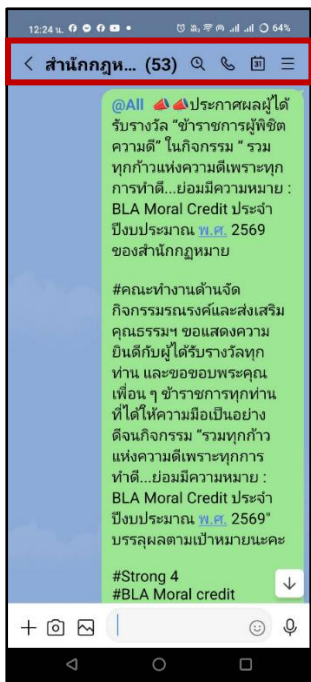 12:24 น. 64%
สำนักกฎห... (53)
@All 📣📣ประกาศผลผู้ได้
รับรางวัล "ข้าราชการผู้พิชิต
ความดี" ในกิจกรรม " รวม
ทุกก้าวแห่งความดีเพราะทุก
การทำดี...ย่อมมีความหมาย :
BLA Moral Credit ประจำ
ปีงบประมาณ พ.ศ. 2569
ของสำนักกฎหมาย
#คณะทำงานด้านจัด
กิจกรรมรณรงค์และส่งเสริม
คุณธรรมฯ ขอแสดงความ
ยินดีกับผู้ได้รับรางวัลทุก
ท่าน และขอขอบพระคุณ
เพื่อน ๆ ข้าราชการทุกท่าน
ที่ได้ให้ความมือเป็นอย่าง
ดีจนกิจกรรม "รวมทุกก้าว
แห่งความดีเพราะทุกการ
ทำดี...ย่อมมีความหมาย :
BLA Moral Credit ประจำ
ปีงบประมาณ พ.ศ. 2569"
บรรลุผลตามเป้าหมายนะคะ
#Strong 4
#BLA Moral credit